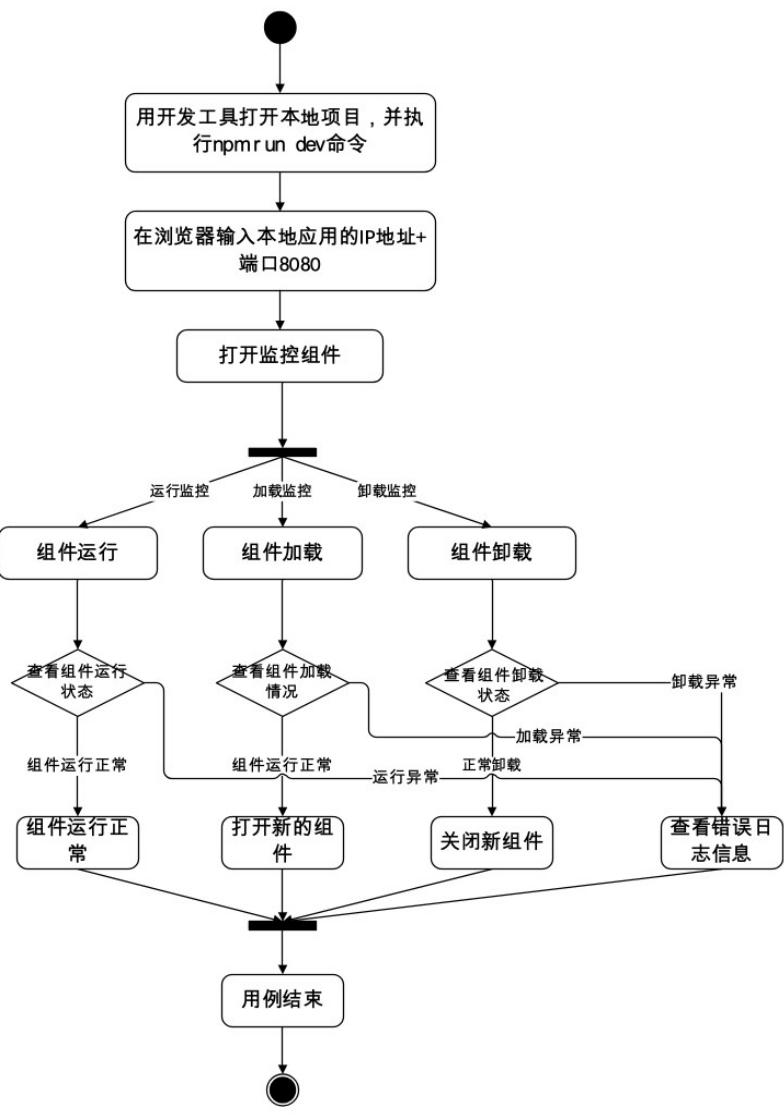 用开发工具打开本地项目，并执
行npm run dev命令
在浏览器输入本地应用的IP地址+
端口8080
打开监控组件
运行监控
加载监控
卸载监控
组件运行
组件加载
组件卸载
查看组件运行
状态
查看组件加载
情况
查看组件卸载
状态
卸载异常
加载异常
组件运行正常
组件运行正常
运行异常
正常卸载
组件运行正
常
打开新的组
件
关闭新组件
查看错误日
志信息
用例结束